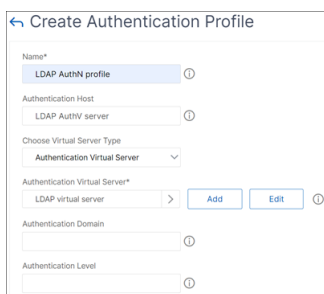 Create Authentication Profile
Name*
LDAP AuthN profile
Authentication Host
LDAP AuthV server
Choose Virtual Server Type
Authentication Virtual Server
Authentication Virtual Server*
LDAP virtual server
Add
Edit
Authentication Domain
Authentication Level